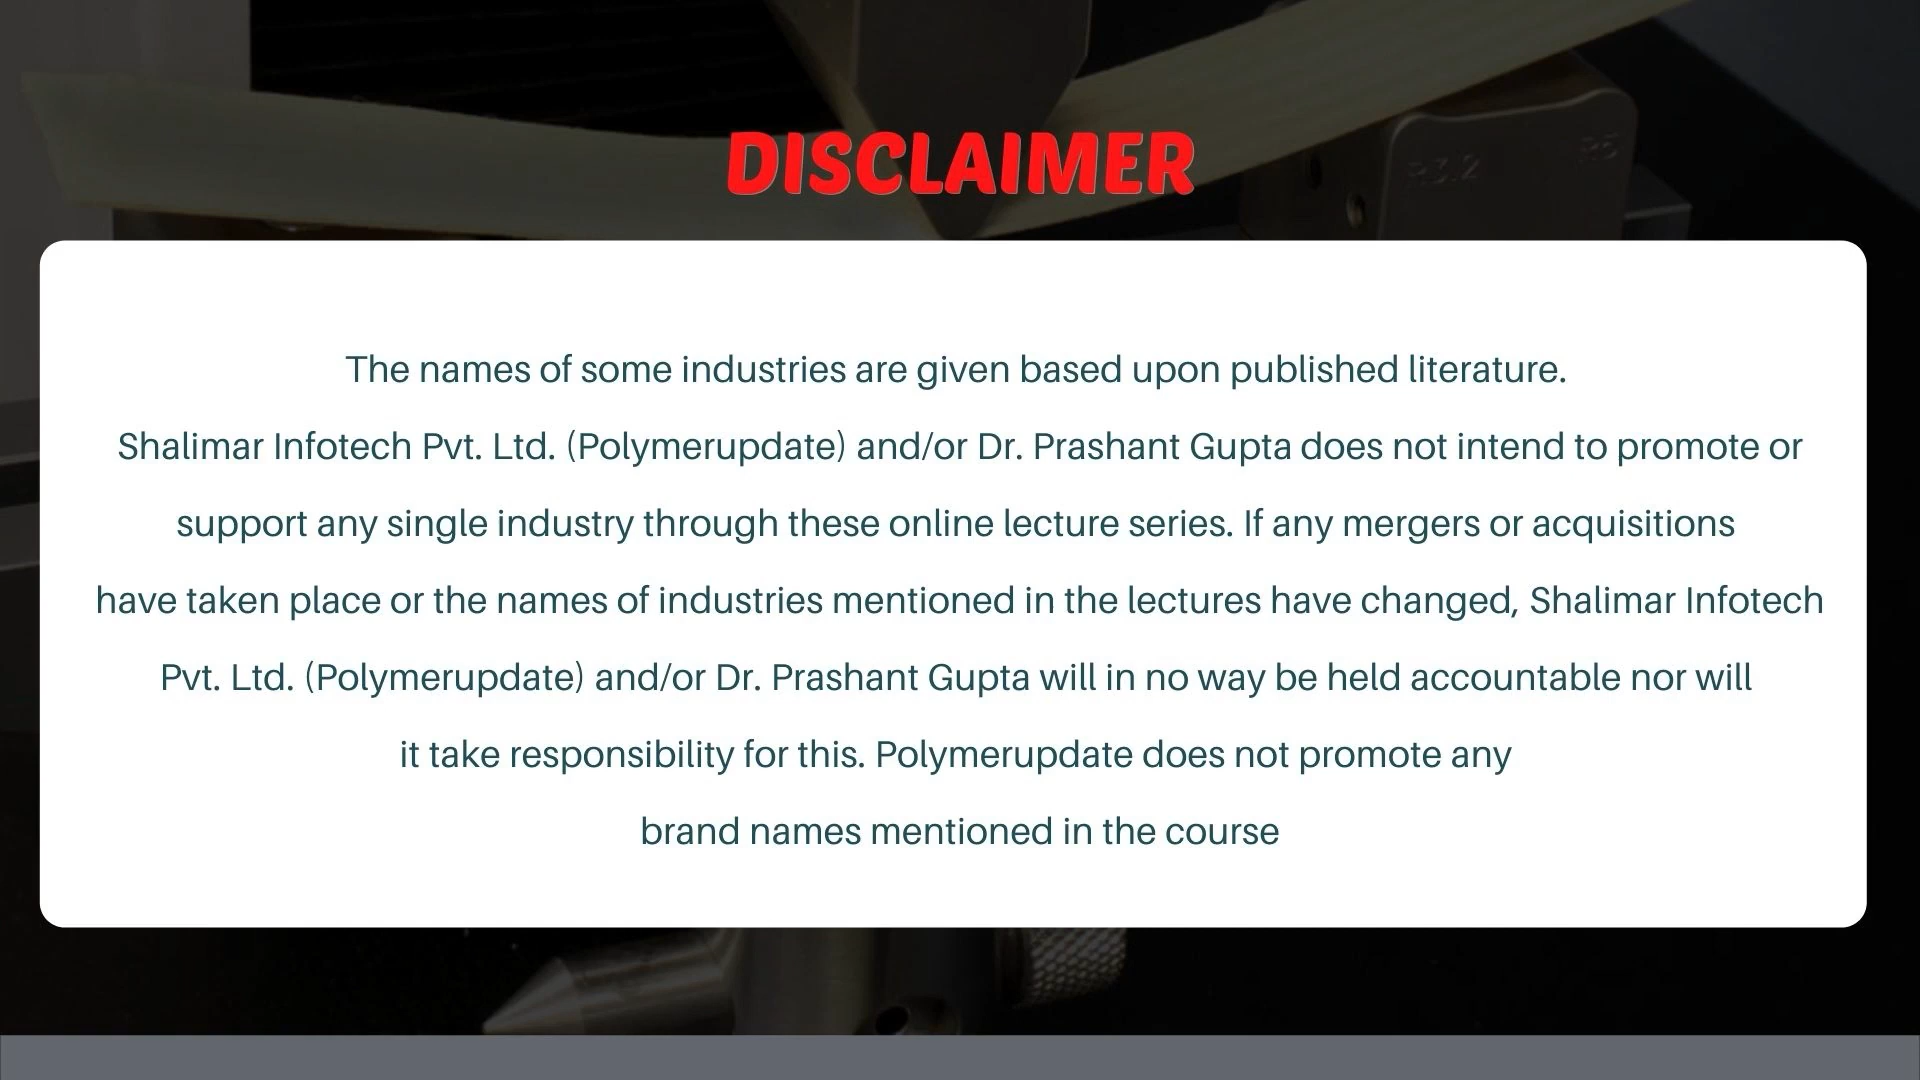 DISCLAIMER
R3.2
R5
The names of some industries are given based upon published literature.
Shalimar Infotech Pvt. Ltd. (Polymerupdate) and/or Dr. Prashant Gupta does not intend to promote or
support any single industry through these online lecture series. If any mergers or acquisitions
have taken place or the names of industries mentioned in the lectures have changed, Shalimar Infotech
Pvt. Ltd. (Polymerupdate) and/or Dr. Prashant Gupta will in no way be held accountable nor will
it take responsibility for this. Polymerupdate does not promote any
brand names mentioned in the course